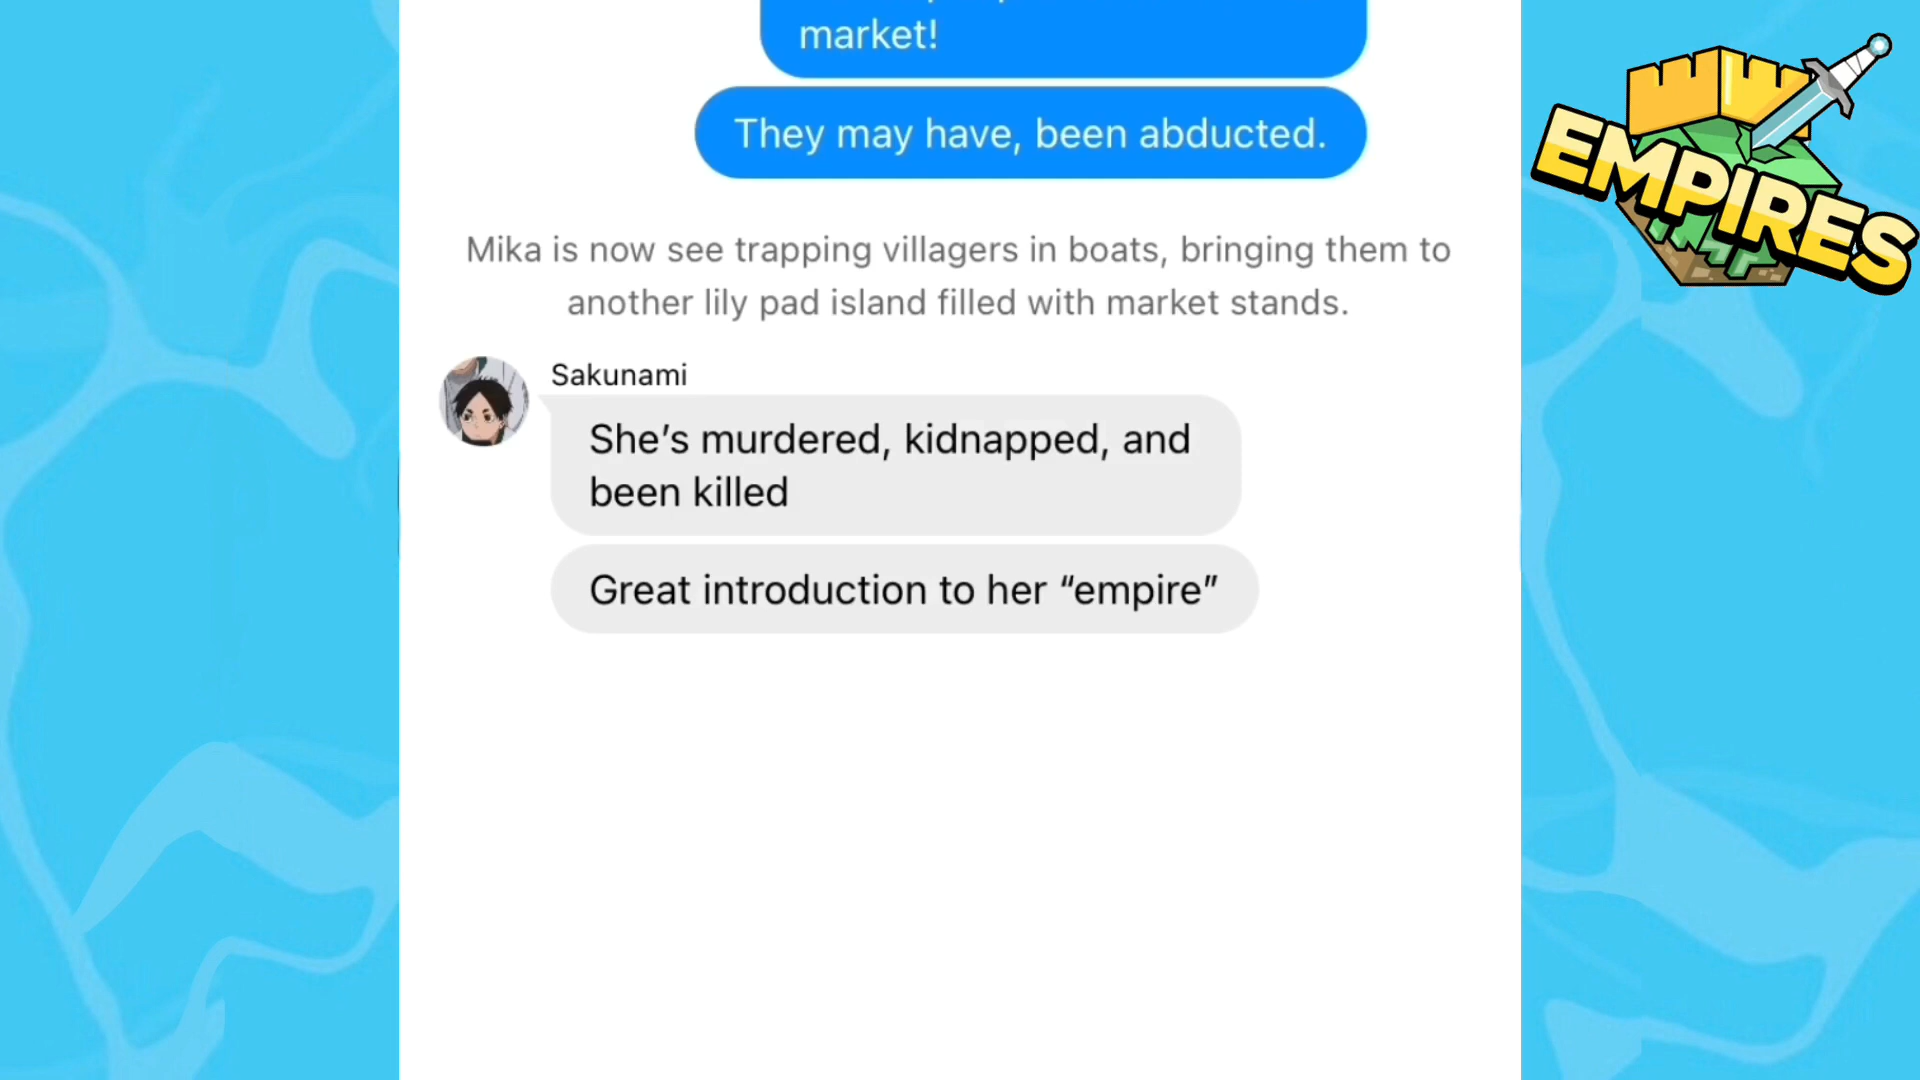 market!
They may have, been abducted.
Mika is now see trapping villagers in boats, bringing them to
another lily pad island filled with market stands.
Sakunami
She’s murdered, kidnapped, and
been killed
Great introduction to her “empire”
EMPIRES